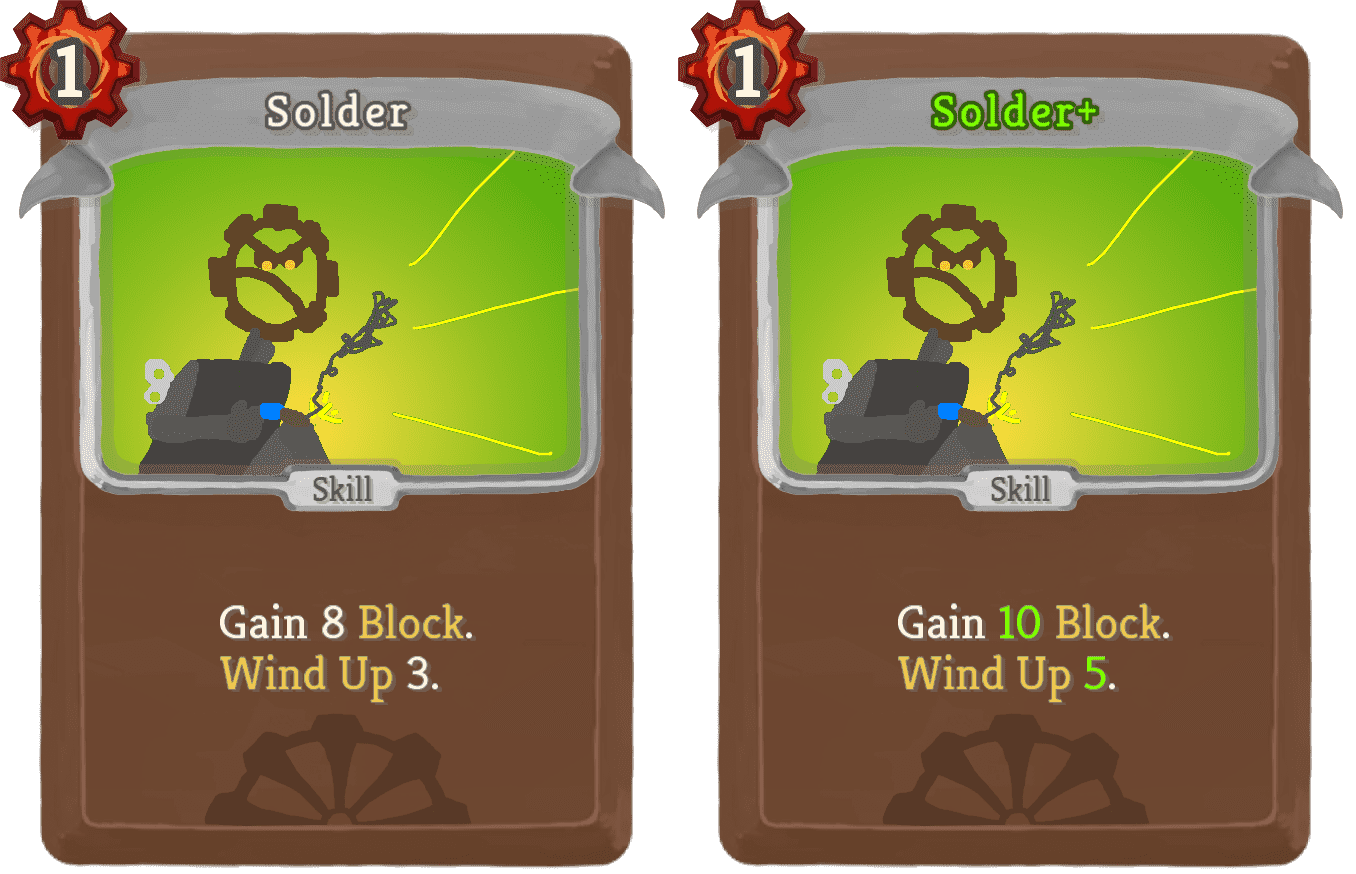 1
Solder
Skill
Gain 8 Block.
Wind Up 3.
1
Solder+
Skill
Gain 10 Block.
Wind Up 5.